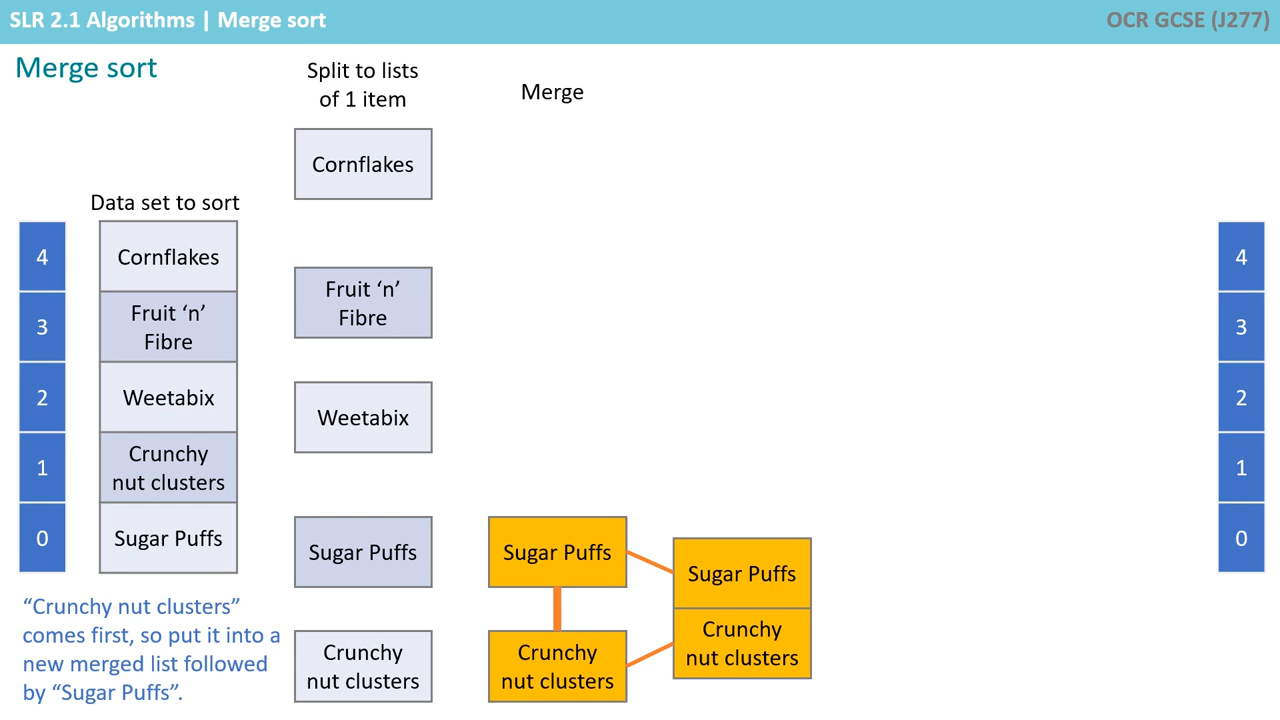 SLR 2.1 Algorithms | Merge sort
OCR GCSE (J277)
Merge sort
Split to lists
of 1 item
Merge
Data set to sort
4
3
2
1
0
Cornflakes
Fruit ‘n’
Fibre
Weetabix
Crunchy
nut clusters
Sugar Puffs
Cornflakes
Fruit ‘n’
Fibre
Weetabix
Sugar Puffs
Crunchy
nut clusters
Sugar Puffs
Crunchy
nut clusters
Sugar Puffs
Crunchy
nut clusters
4
3
2
1
0
“Crunchy nut clusters”
comes first, so put it into a
new merged list followed
by “Sugar Puffs”.